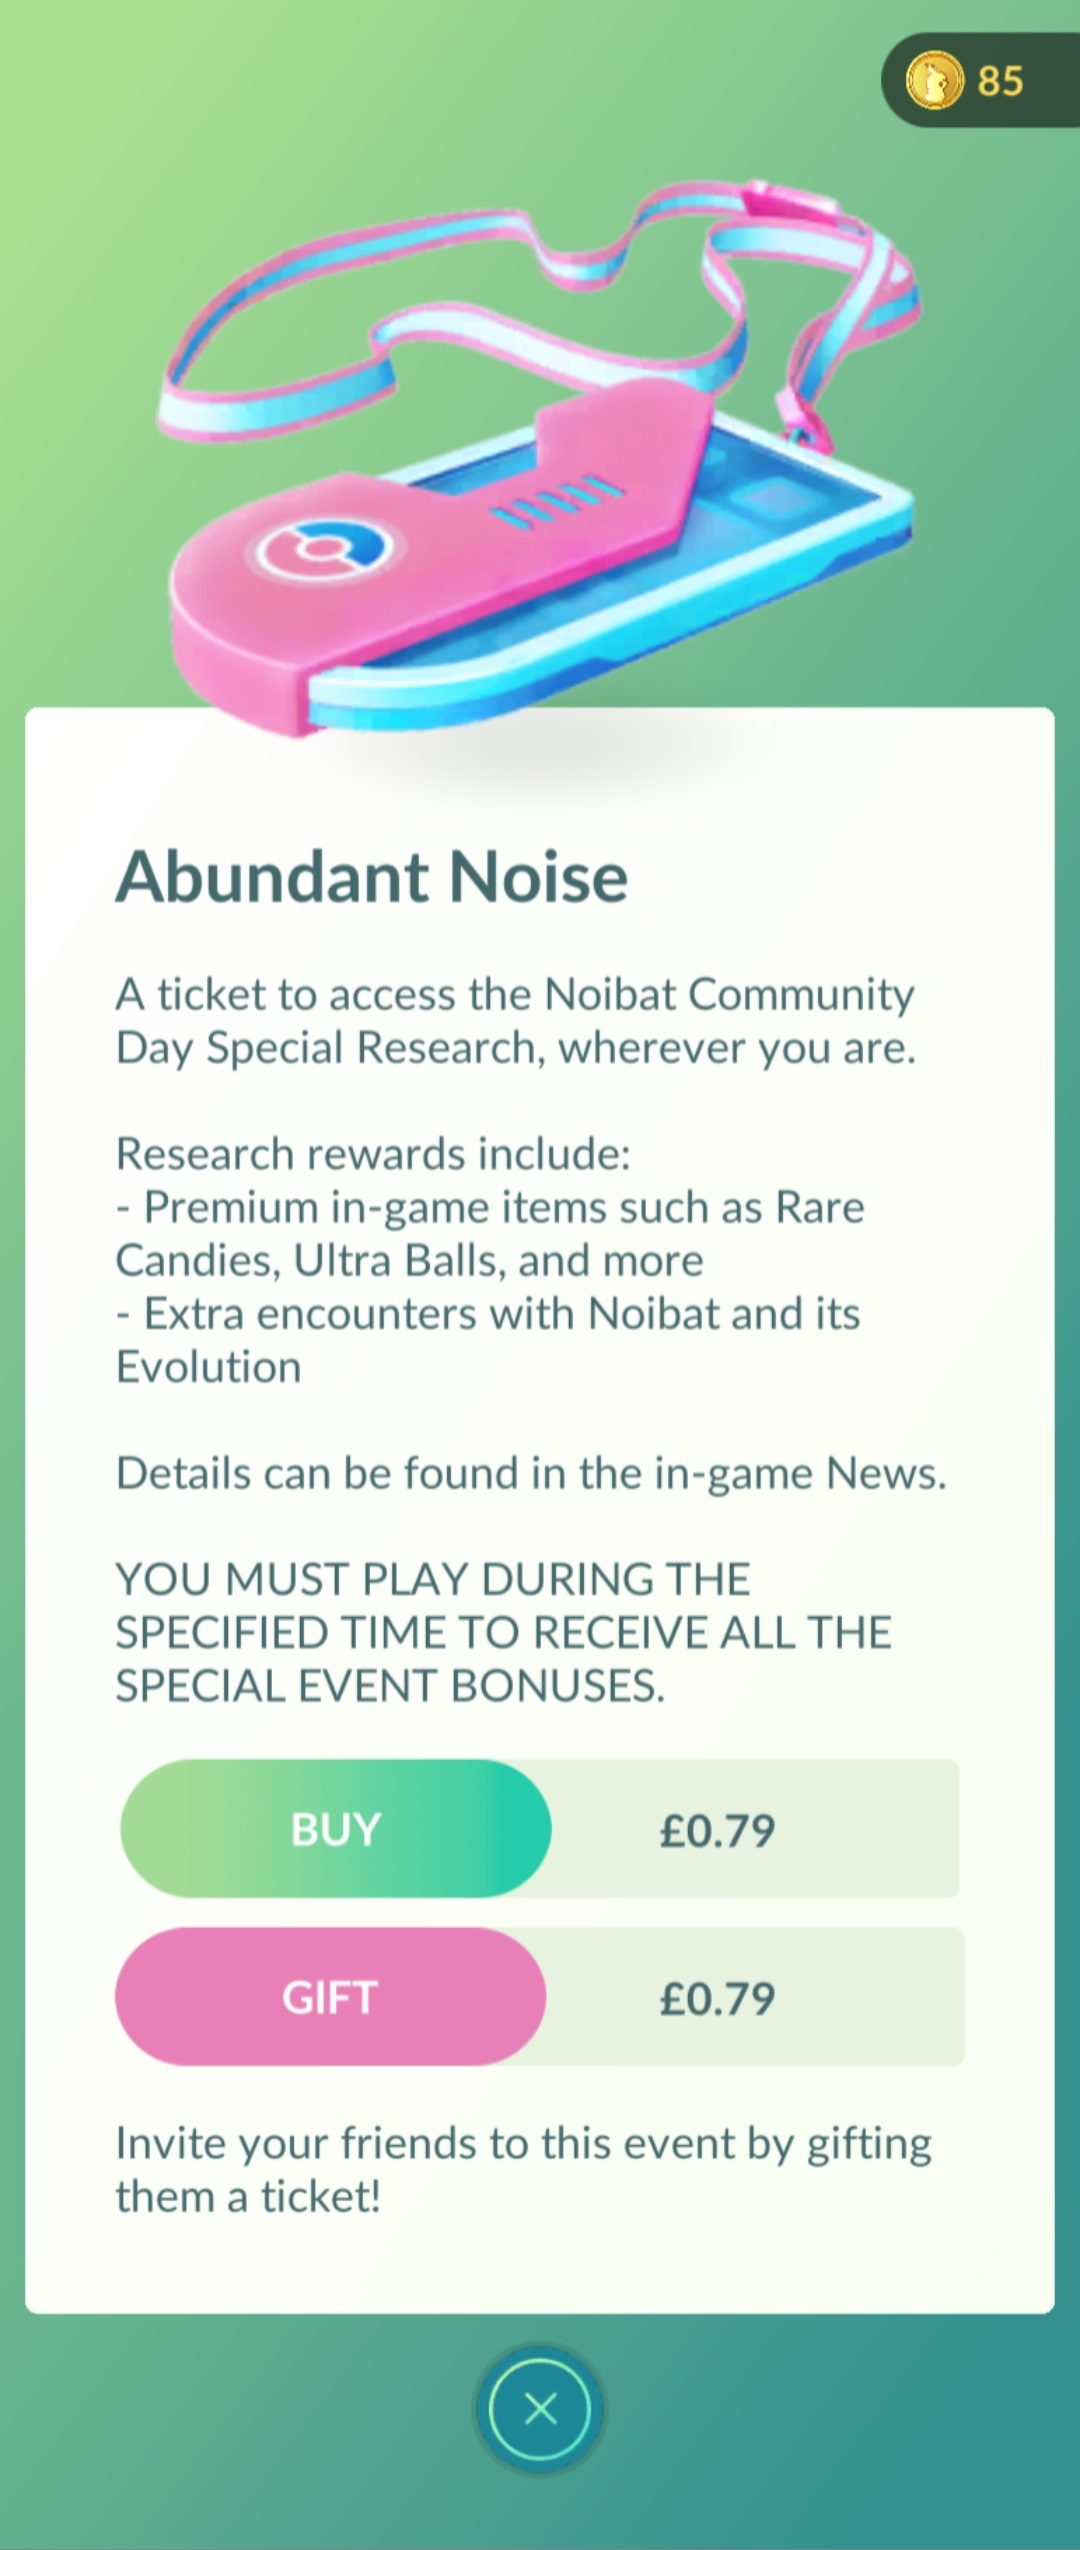 85
Abundant Noise
A ticket to access the Noibat Community
Day Special Research, wherever you are.
Research rewards include:
- Premium in-game items such as Rare
Candies, Ultra Balls, and more
- Extra encounters with Noibat and its
Evolution
Details can be found in the in-game News.
YOU MUST PLAY DURING THE
SPECIFIED TIME TO RECEIVE ALL THE
SPECIAL EVENT BONUSES.
BUY £0.79
GIFT £0.79
Invite your friends to this event by gifting
them a ticket!